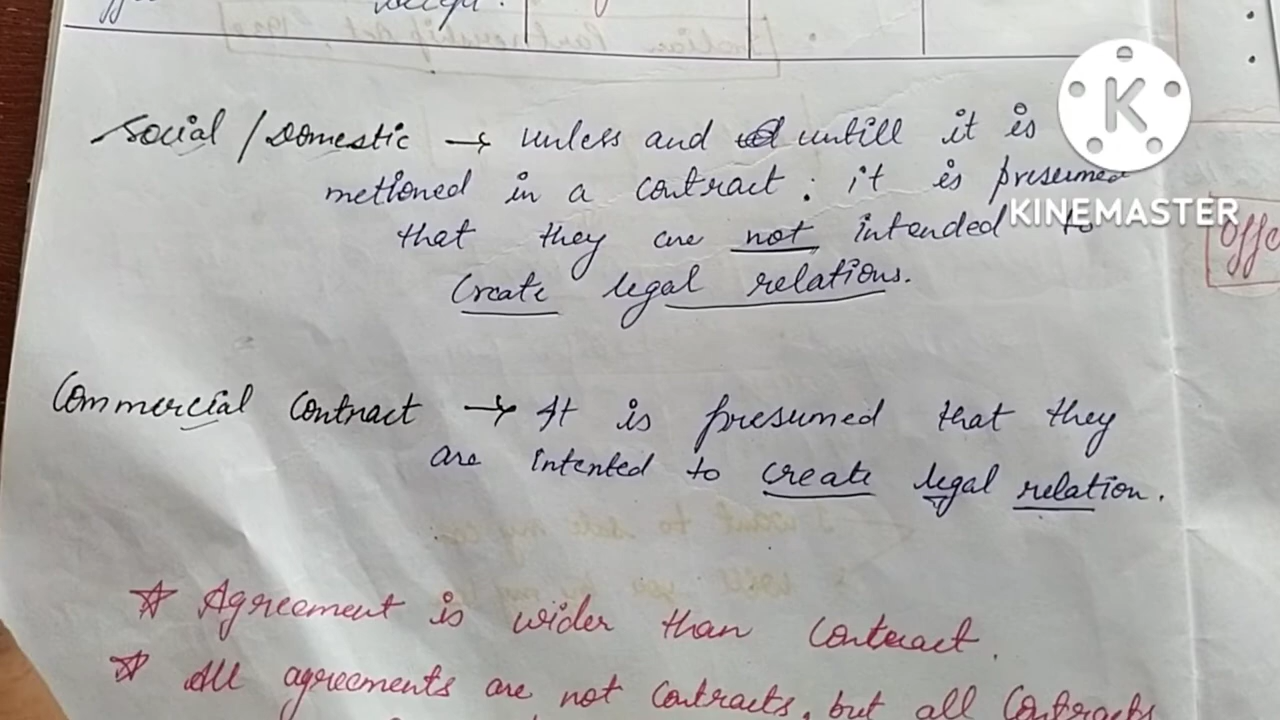 Social / Domestic → unless and untill it is
metioned in a contract: it is presumed
that they are not intended to
Create legal relations.
Commercial Contract → It is presumed that they
are intented to create legal relation.
☆ Agreement is wider than Contract.
☆ All agreements are not Contracts, but all Contracts
K
KINEMASTER